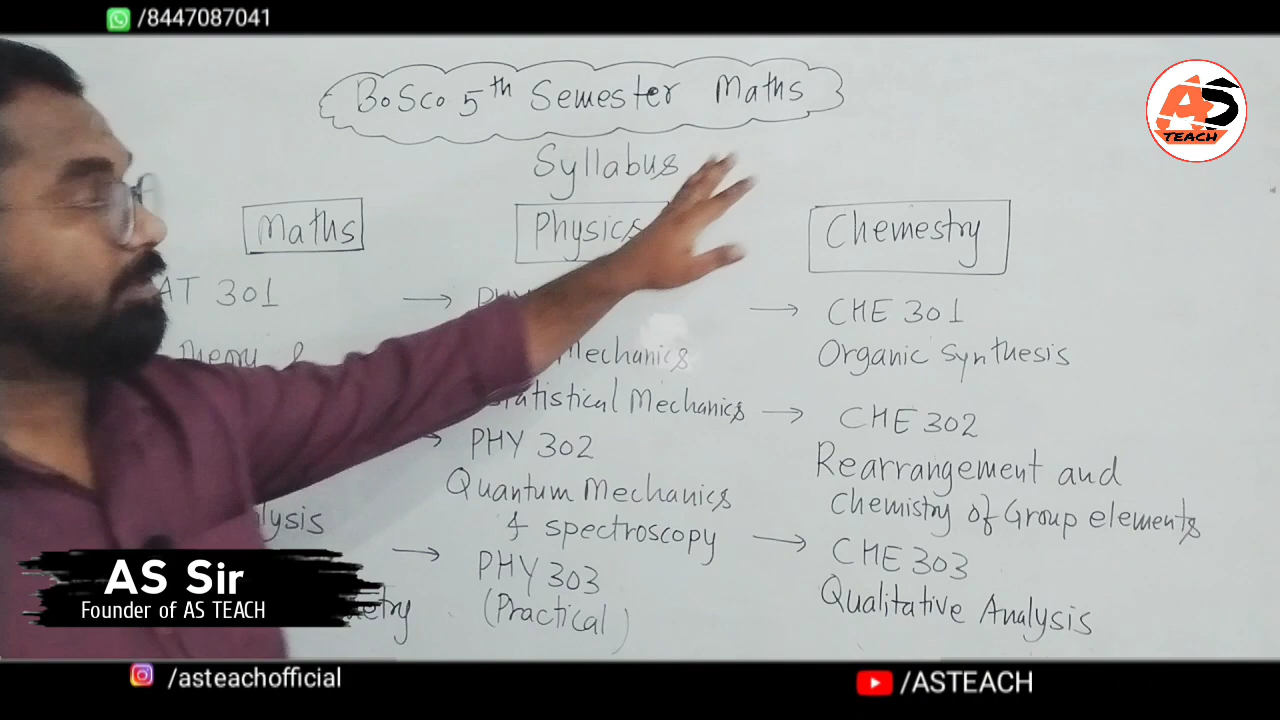 /8447087041
BoSco 5th Semester Maths
AS
TEACH
Syllabus
Maths Physics Chemestry
AT 301
CHE 301
Theory &
Mechanics
Organic Synthesis
Statistical Mechanics
CHE 302
PHY 302
Rearrangement and
Quantum Mechanics
Chemistry of Group elements
& spectroscopy
CHE 303
PHY 303
Qualitative Analysis
(Practical)
AS Sir
Founder of AS TEACH
/asteachofficial
/ASTEACH